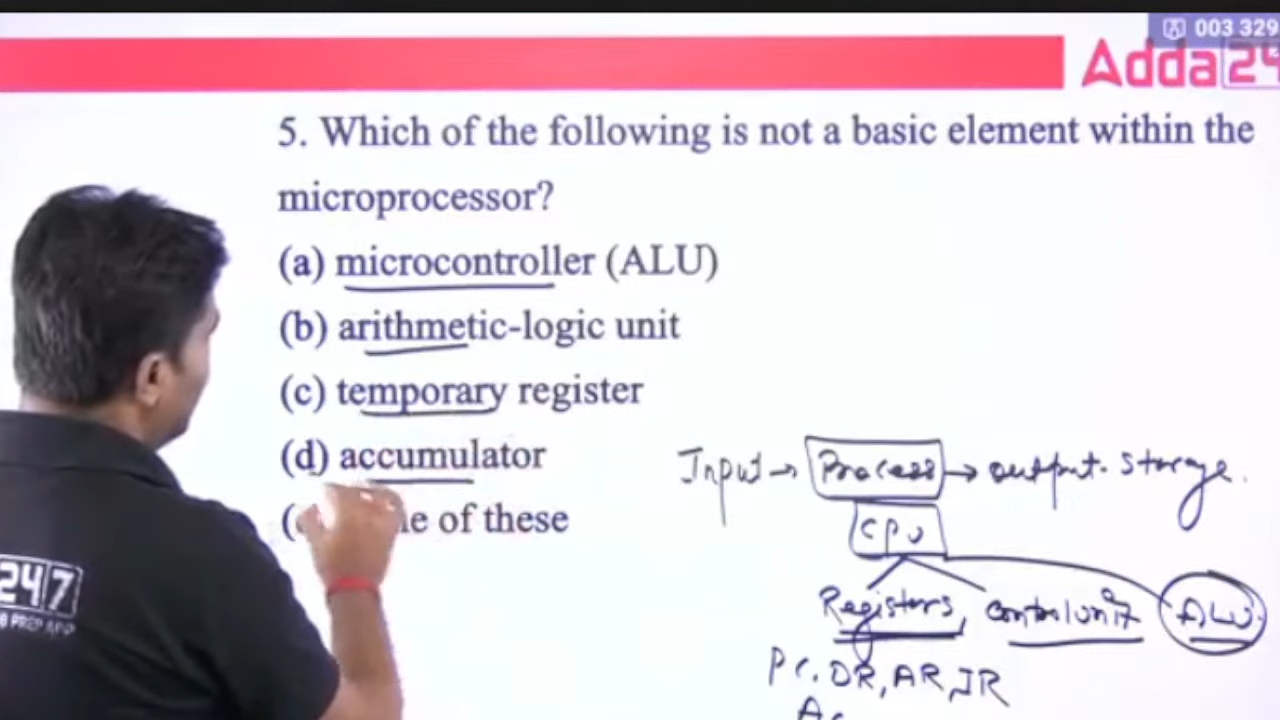 003 329
Adda24
5. Which of the following is not a basic element within the
microprocessor?
(a) microcontroller (ALU)
(b) arithmetic-logic unit
(c) temporary register
(d) accumulator
of these
Input → Process → output. Storage.
CPU
Registers, control unit ALU.
PC. DR, AR, IR
AC
247